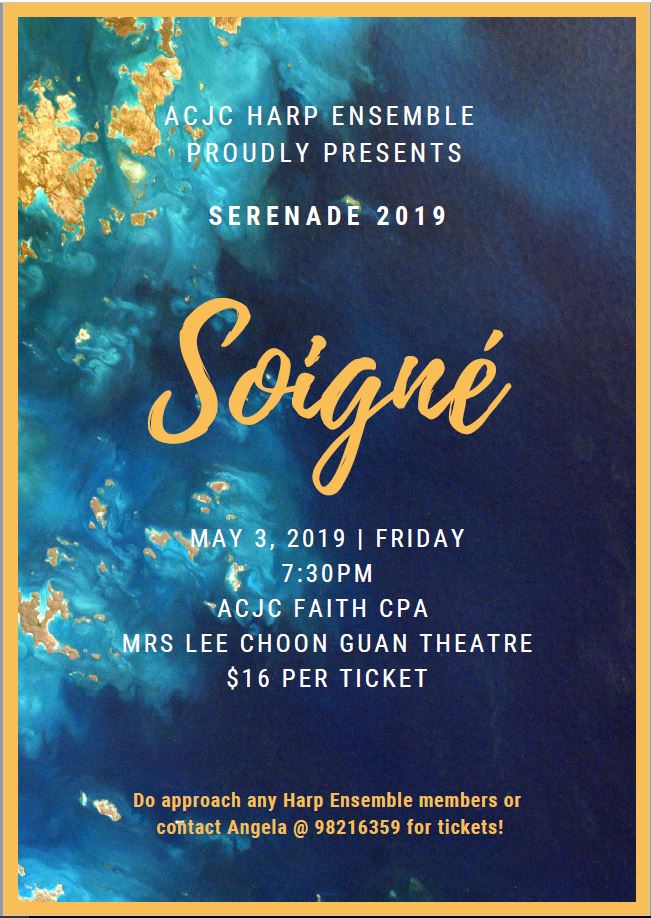 ACJC HARP ENSEMBLE
PROUDLY PRESENTS
SERENADE 2019
Soigné
MAY 3, 2019 | FRIDAY
7:30PM
ACJC FAITH CPA
MRS LEE CHOON GUAN THEATRE
$16 PER TICKET
Do approach any Harp Ensemble members or
contact Angela @ 98216359 for tickets!